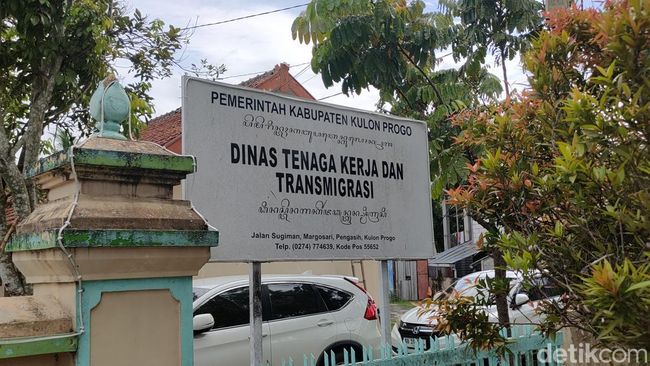 PEMERINTAH KABUPATEN KULON PROGO
DINAS TENAGA KERJA DAN
TRANSMIGRASI
Jalan Sugiman, Margosari, Pengasih, Kulon Progo
Telp. (0274) 774639, Kode Pos 55652
detikcom